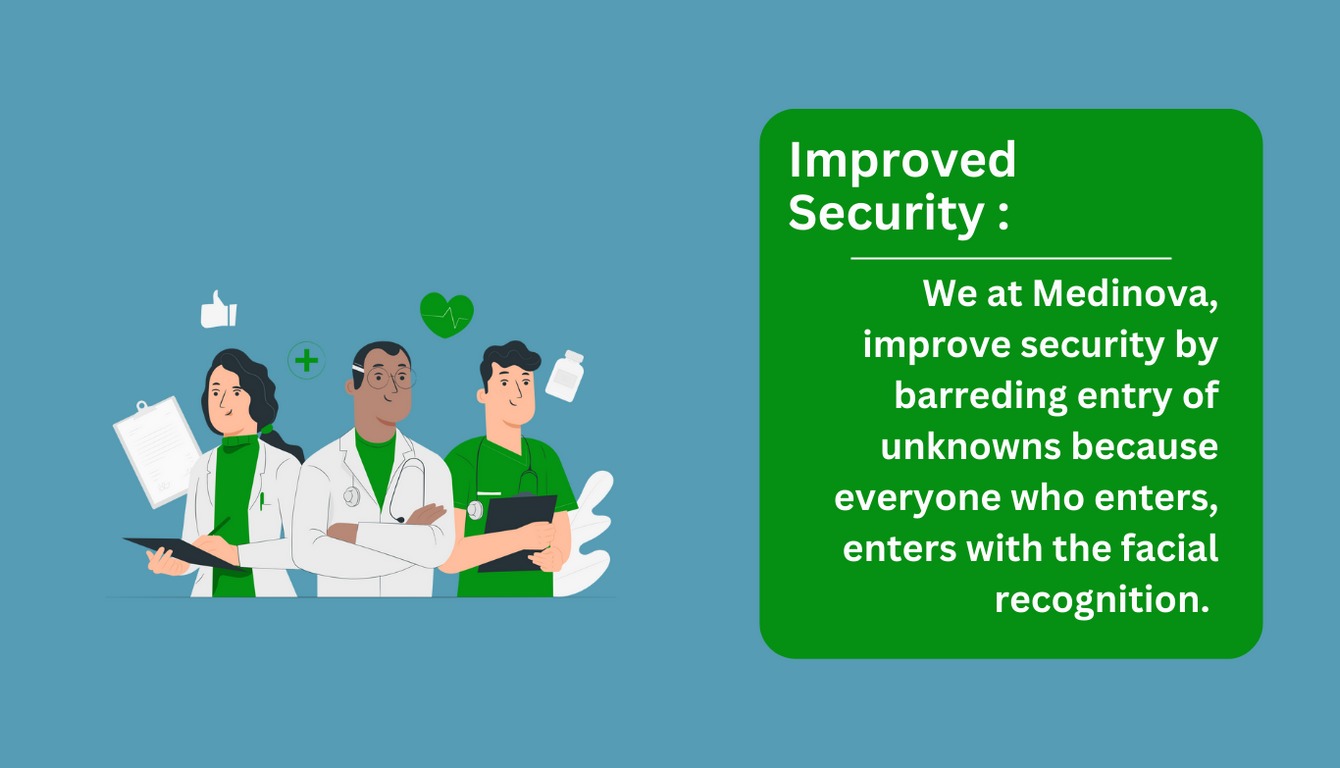 Improved
Security :
We at Medinova,
improve security by
barreding entry of
unknowns because
everyone who enters,
enters with the facial
recognition.